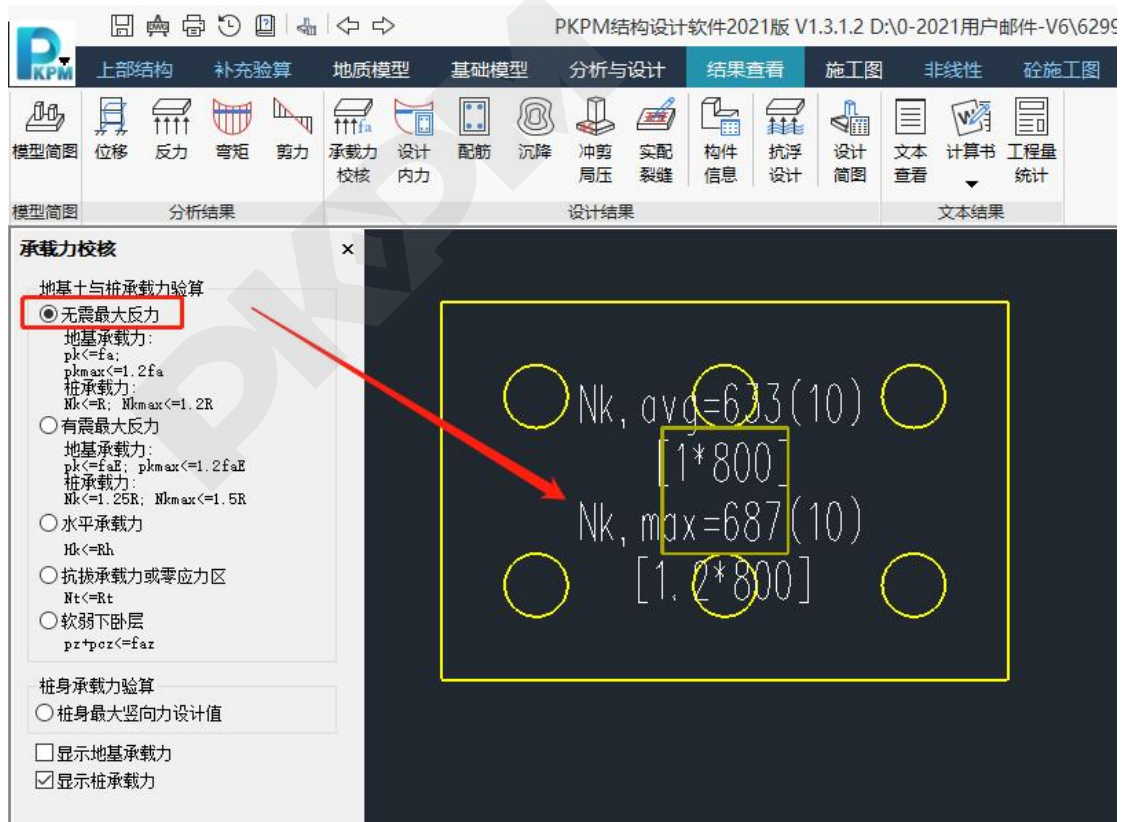 PKPM结构设计软件2021版 V1.3.1.2 D:\0-2021用户邮件-V6\6299
KPM
上部结构 补充验算 地质模型 基础模型 分析与设计 结果查看 施工图 非线性 砼施工图
模型简图 位移 反力 弯矩 剪力 承载力校核 设计内力 配筋 沉降 冲剪局压 实配裂缝 构件信息 抗浮设计 设计简图 文本查看 计算书 工程量统计
模型简图 分析结果 设计结果 文本结果
承载力校核 ×
地基土与桩承载力验算
无震最大反力
地基承载力:
pk<=fa;
pkmax<=1.2fa
桩承载力:
Nk<=R; Nkmax<=1.2R
有震最大反力
地基承载力:
pk<=faE; pkmax<=1.2faE
桩承载力:
Nk<=1.25R; Nkmax<=1.5R
水平承载力
Hk<=Rh
抗拔承载力或零应力区
Nt<=Rt
软弱下卧层
pz+pcz<=faz
桩身承载力验算
桩身最大竖向力设计值
显示地基承载力
显示桩承载力
Nk, avg=633(10)
[1*800]
Nk, max=687(10)
[1.2*800]
PKPM